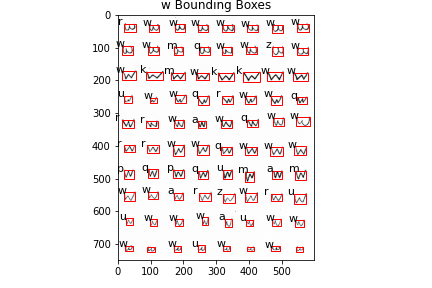 w Bounding Boxes
0
r w w w w w w w
100
w w m q w w z w
200
w k m w k k w w
300
u w w q r w w q
r r w a w q w w
400
r r w w q w w w
500
p q p q u w a m
w w a r z w r u
600
u w w w a u w w
700
w w u w w
0 100 200 300 400 500